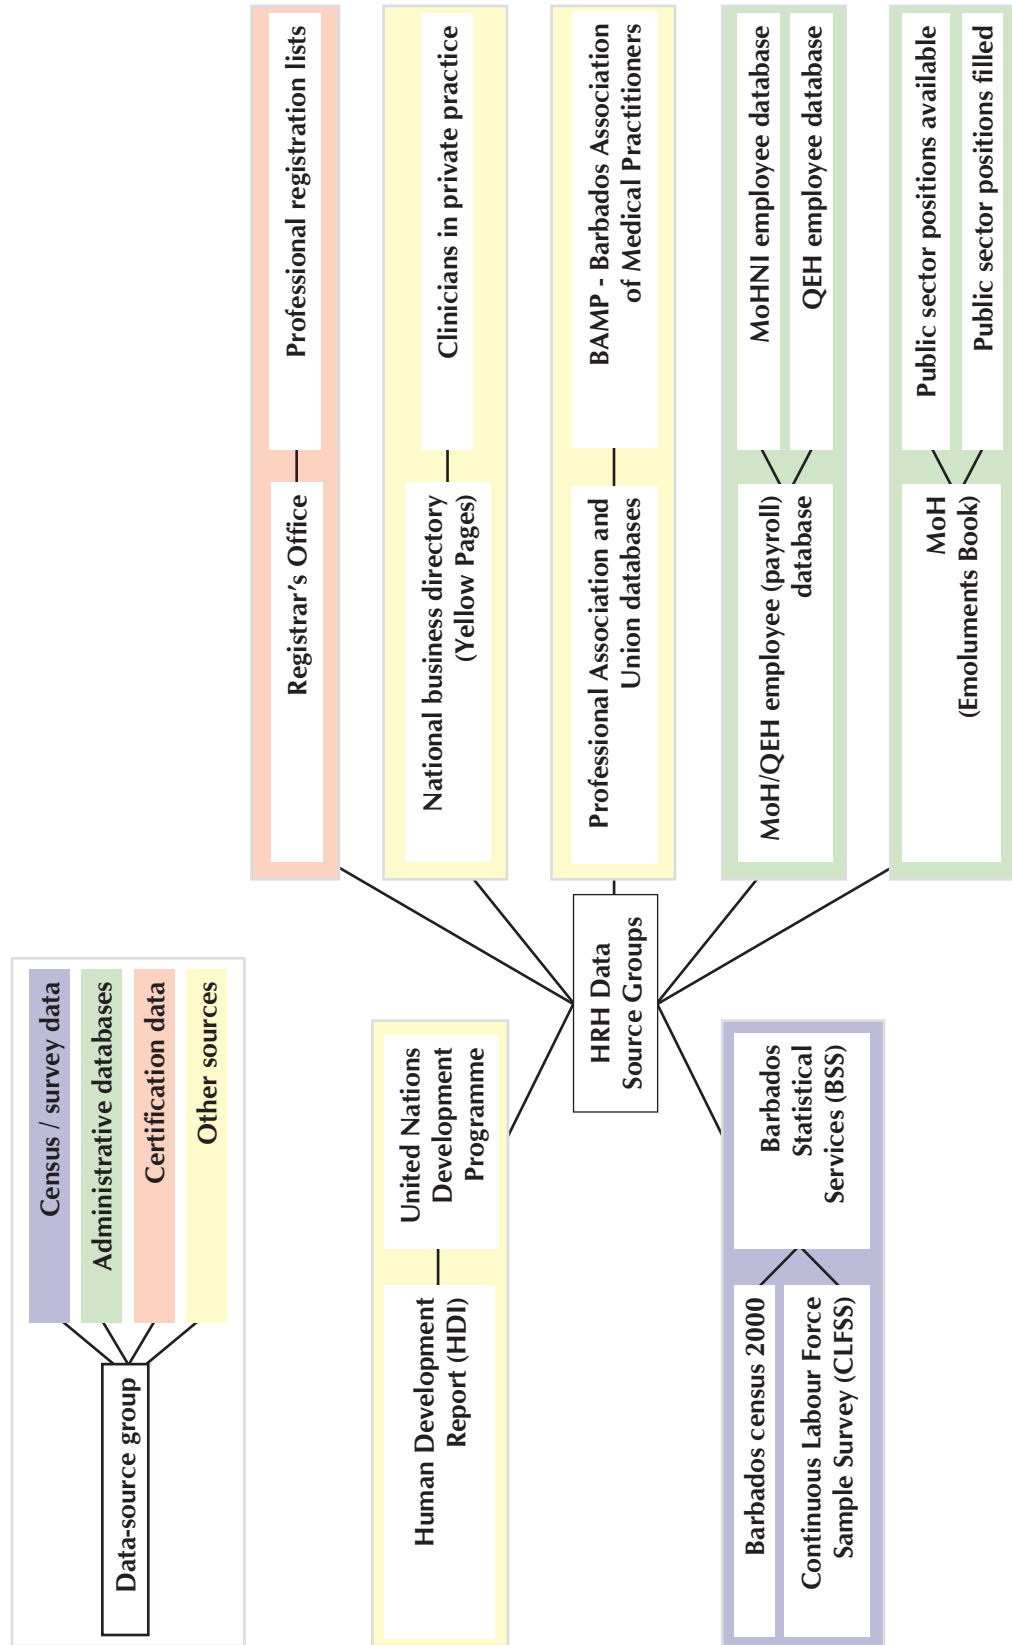 Data-source group
Census / survey data
Administrative databases
Certification data
Other sources
Human Development
Report (HDI)
United Nations
Development
Programme
Barbados census 2000
Continuous Labour Force
Sample Survey (CLFSS)
Barbados
Statistical
Services (BSS)
HRH Data
Source Groups
Registrar's Office
Professional registration lists
National business directory
(Yellow Pages)
Clinicians in private practice
Professional Association and
Union databases
BAMP - Barbados Association
of Medical Practitioners
MoH/QEH employee (payroll)
database
MoHNI employee database
QEH employee database
MoH
(Emoluments Book)
Public sector positions available
Public sector positions filled